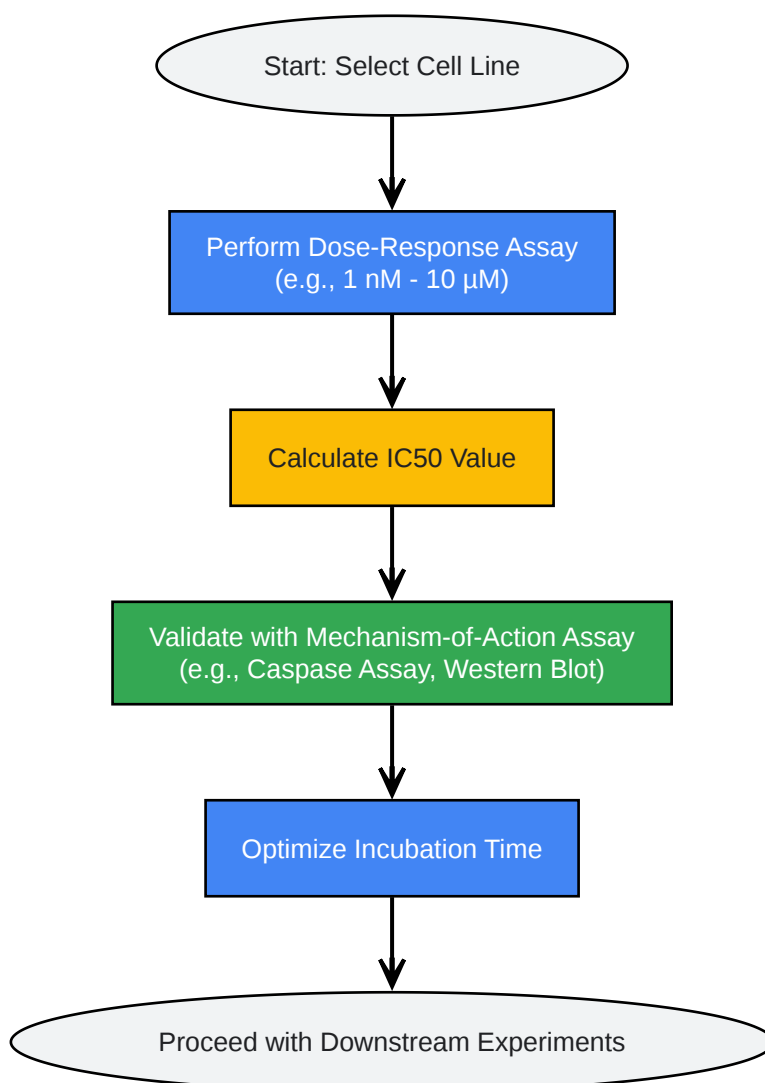 Start: Select Cell Line
Perform Dose-Response Assay
(e.g., 1 nM - 10 µM)
Calculate IC50 Value
Validate with Mechanism-of-Action Assay
(e.g., Caspase Assay, Western Blot)
Optimize Incubation Time
Proceed with Downstream Experiments